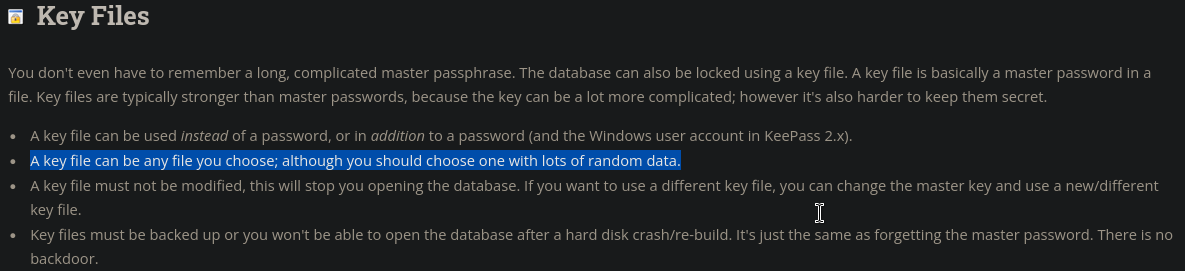 Key Files
You don't even have to remember a long, complicated master passphrase. The database can also be locked using a key file. A key file is basically a master password in a
file. Key files are typically stronger than master passwords, because the key can be a lot more complicated; however it's also harder to keep them secret.
• A key file can be used instead of a password, or in addition to a password (and the Windows user account in KeePass 2.x).
• A key file can be any file you choose; although you should choose one with lots of random data.
• A key file must not be modified, this will stop you opening the database. If you want to use a different key file, you can change the master key and use a new/different
key file.
• Key files must be backed up or you won't be able to open the database after a hard disk crash/re-build. It's just the same as forgetting the master password. There is no
backdoor.